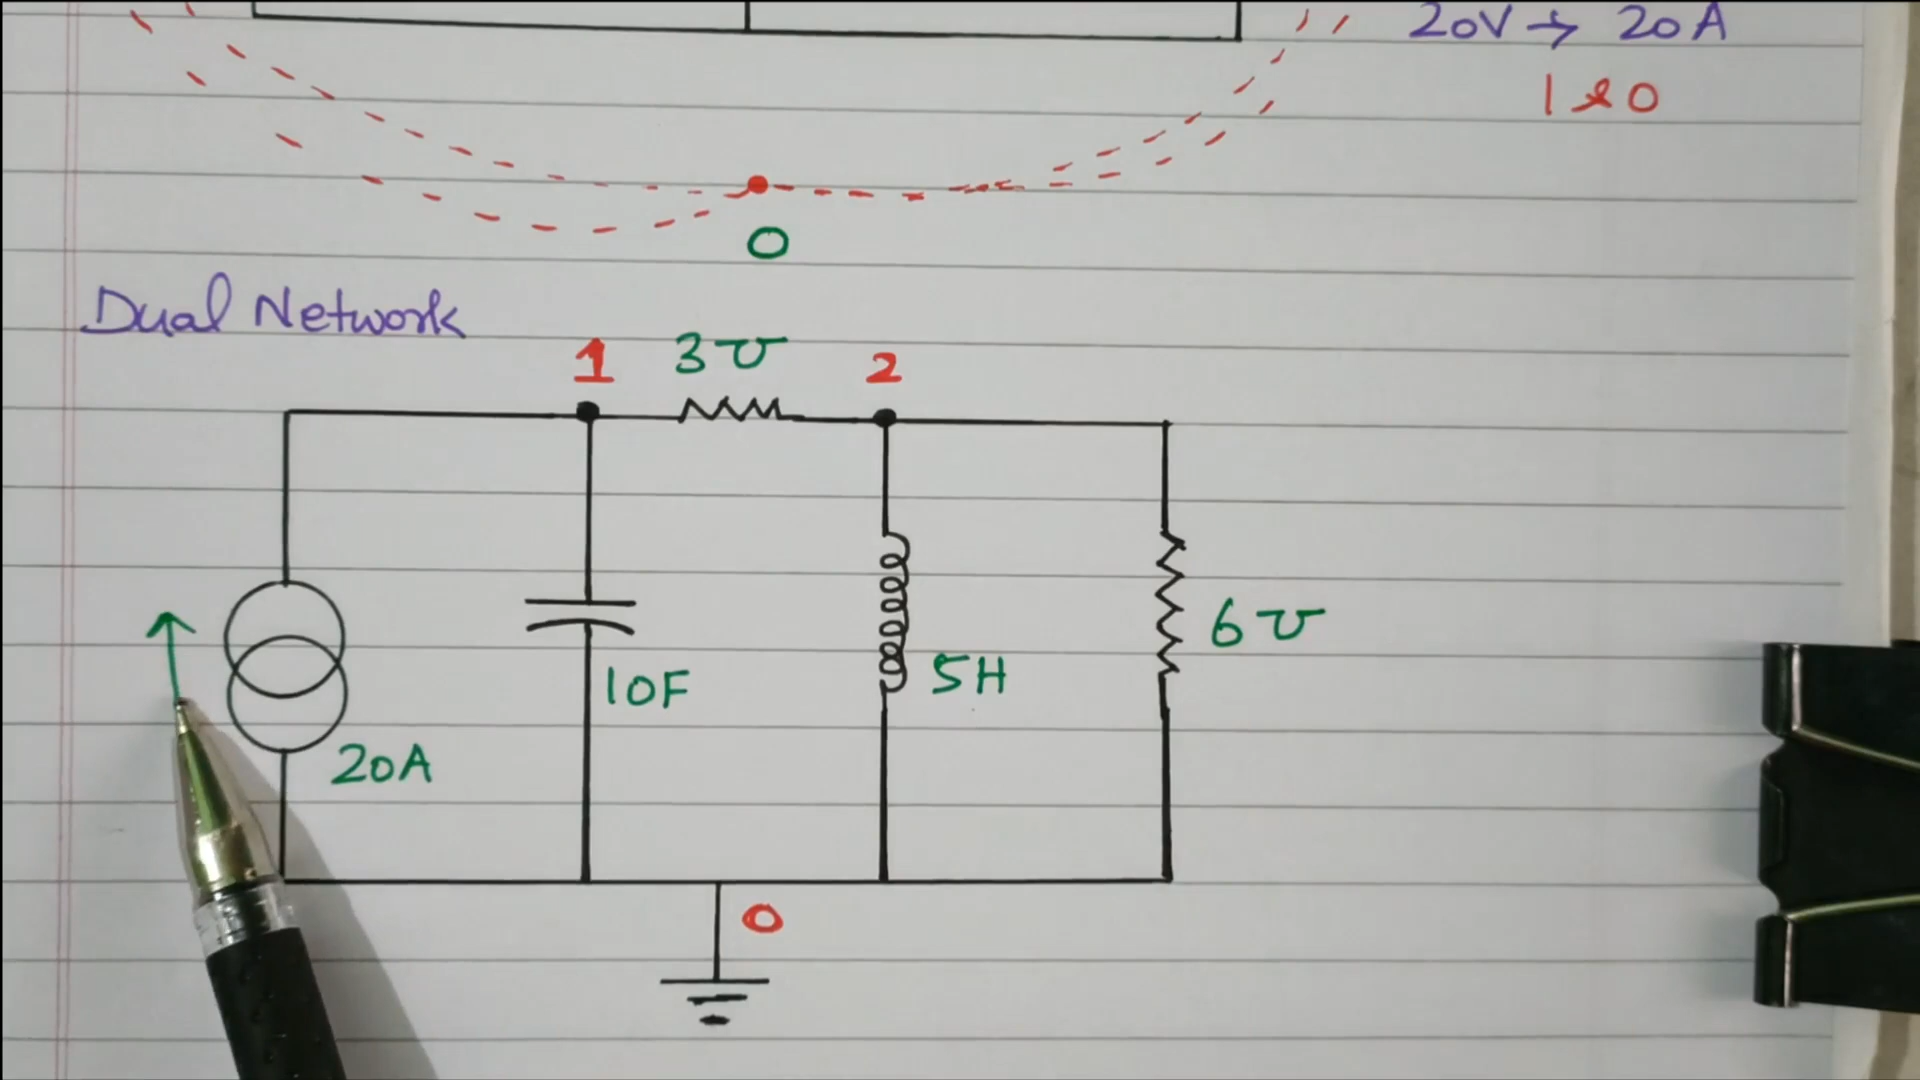 20V → 20A
1 & 0
0
Dual Network
1
3℧
2
6℧
10F
5H
20A
0